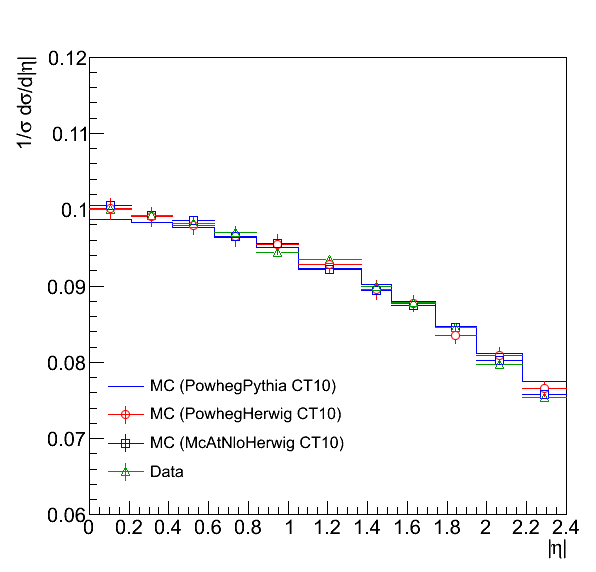 1/σ dσ/d|η|
0.12
0.11
0.1
0.09
0.08
0.07
0.06
MC (PowhegPythia CT10)
MC (PowhegHerwig CT10)
MC (McAtNloHerwig CT10)
Data
0 0.2 0.4 0.6 0.8 1 1.2 1.4 1.6 1.8 2 2.2 2.4
|η|